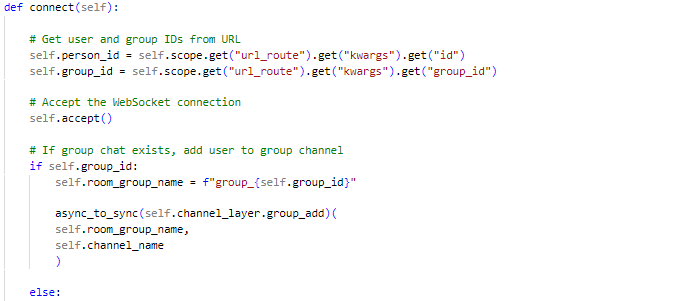 def connect(self):
# Get user and group IDs from URL
self.person_id = self.scope.get("url_route").get("kwargs").get("id")
self.group_id = self.scope.get("url_route").get("kwargs").get("group_id")
# Accept the WebSocket connection
self.accept()
# If group chat exists, add user to group channel
if self.group_id:
self.room_group_name = f"group_{self.group_id}"
async_to_sync(self.channel_layer.group_add)(
self.room_group_name,
self.channel_name
)
else: